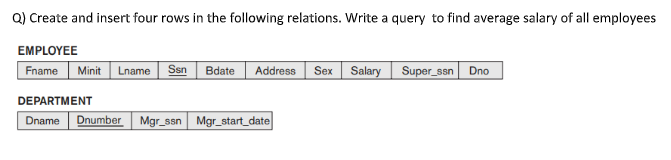 Q) Create and insert four rows in the following relations. Write a query to find average salary of all employees
EMPLOYEE
Fname Minit Lname Ssn Bdate Address Sex Salary Super_ssn Dno
DEPARTMENT
Dname Dnumber Mgr_ssn Mgr_start_date